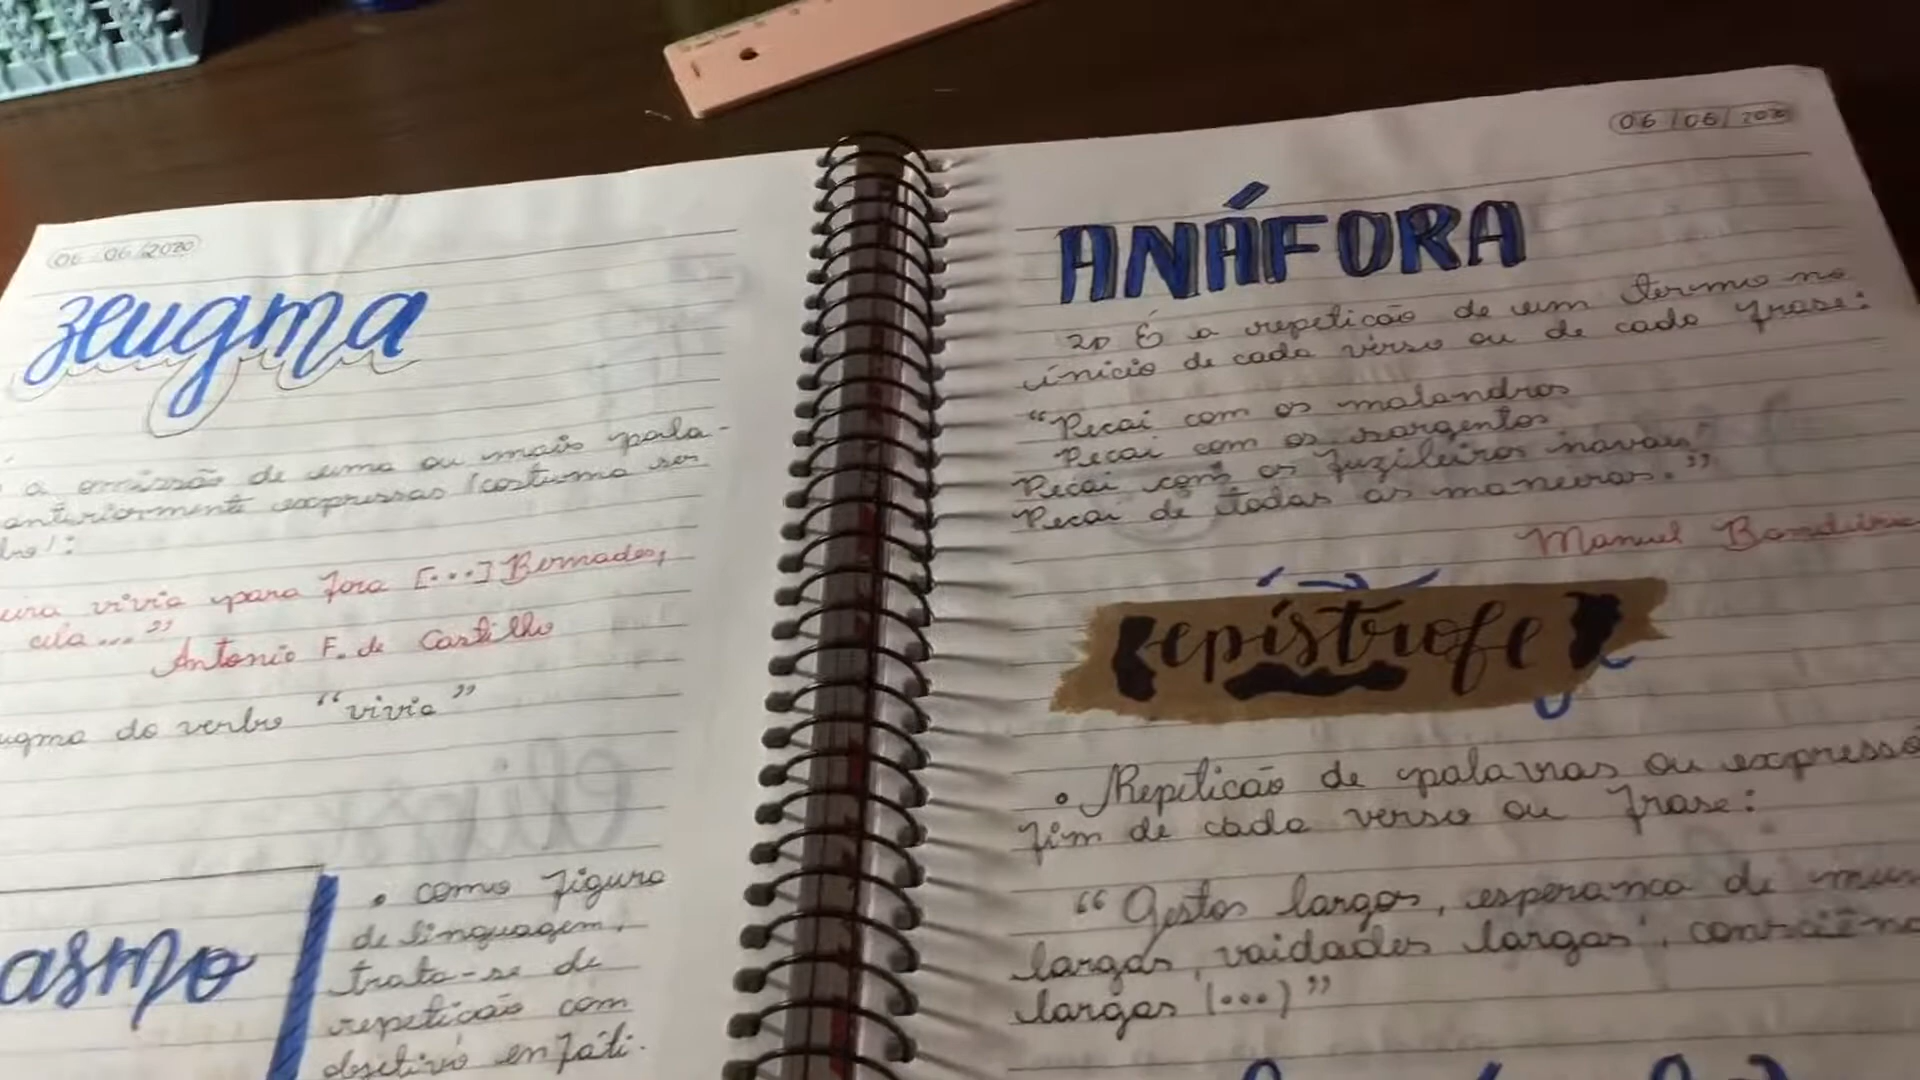 06/06/2020
zeugma
a omissão de uma ou mais pala-
anteriormente expressas (costuma ser
vivia para fora [...] Bernardes,
Antonio F. de Castilho
do verbo "vivia"
asmo
• como figura
de linguagem,
trata-se de
repetição com
objetivo enfáti-
06/06/2020
ANÁFORA
É a repetição de um termo no
início de cada verso ou de cada frase:
"Pecai com os malandros
Pecai com os sargentos
Pecai com os fuzileiros navais
Pecai de todas as maneiras."
Manuel Bandeira
epístrofe
• Repetição de palavras ou expressõ
fim de cada verso ou frase:
"Gestos largos, esperança de
largas, vaidades largas,
largas (...)"